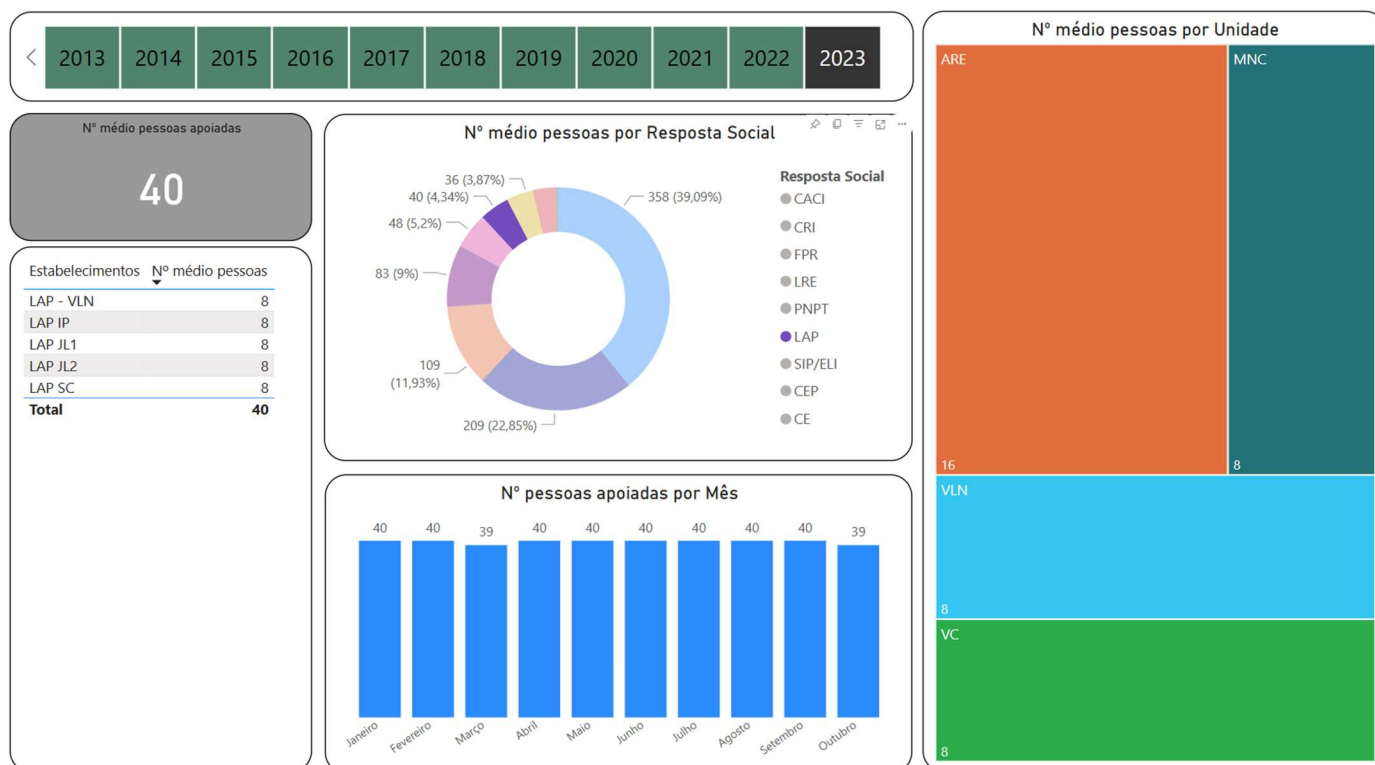 2013 2014 2015 2016 2017 2018 2019 2020 2021 2022 2023
Nº médio pessoas apoiadas
40
Estabelecimentos Nº médio pessoas
LAP - VLN 8
LAP IP 8
LAP JL1 8
LAP JL2 8
LAP SC 8
Total 40
Nº médio pessoas por Resposta Social
36 (3,87%)
40 (4,34%)
48 (5,2%)
83 (9%)
109
(11,93%)
209 (22,85%)
358 (39,09%)
Resposta Social
CACI
CRI
FPR
LRE
PNPT
LAP
SIP/ELI
CEP
CE
Nº pessoas apoiadas por Mês
40 40 39 40 40 40 40 40 40 39
Janeiro Fevereiro Março Abril Maio Junho Julho Agosto Setembro Outubro
Nº médio pessoas por Unidade
ARE
16
MNC
8
VLN
8
VC
8